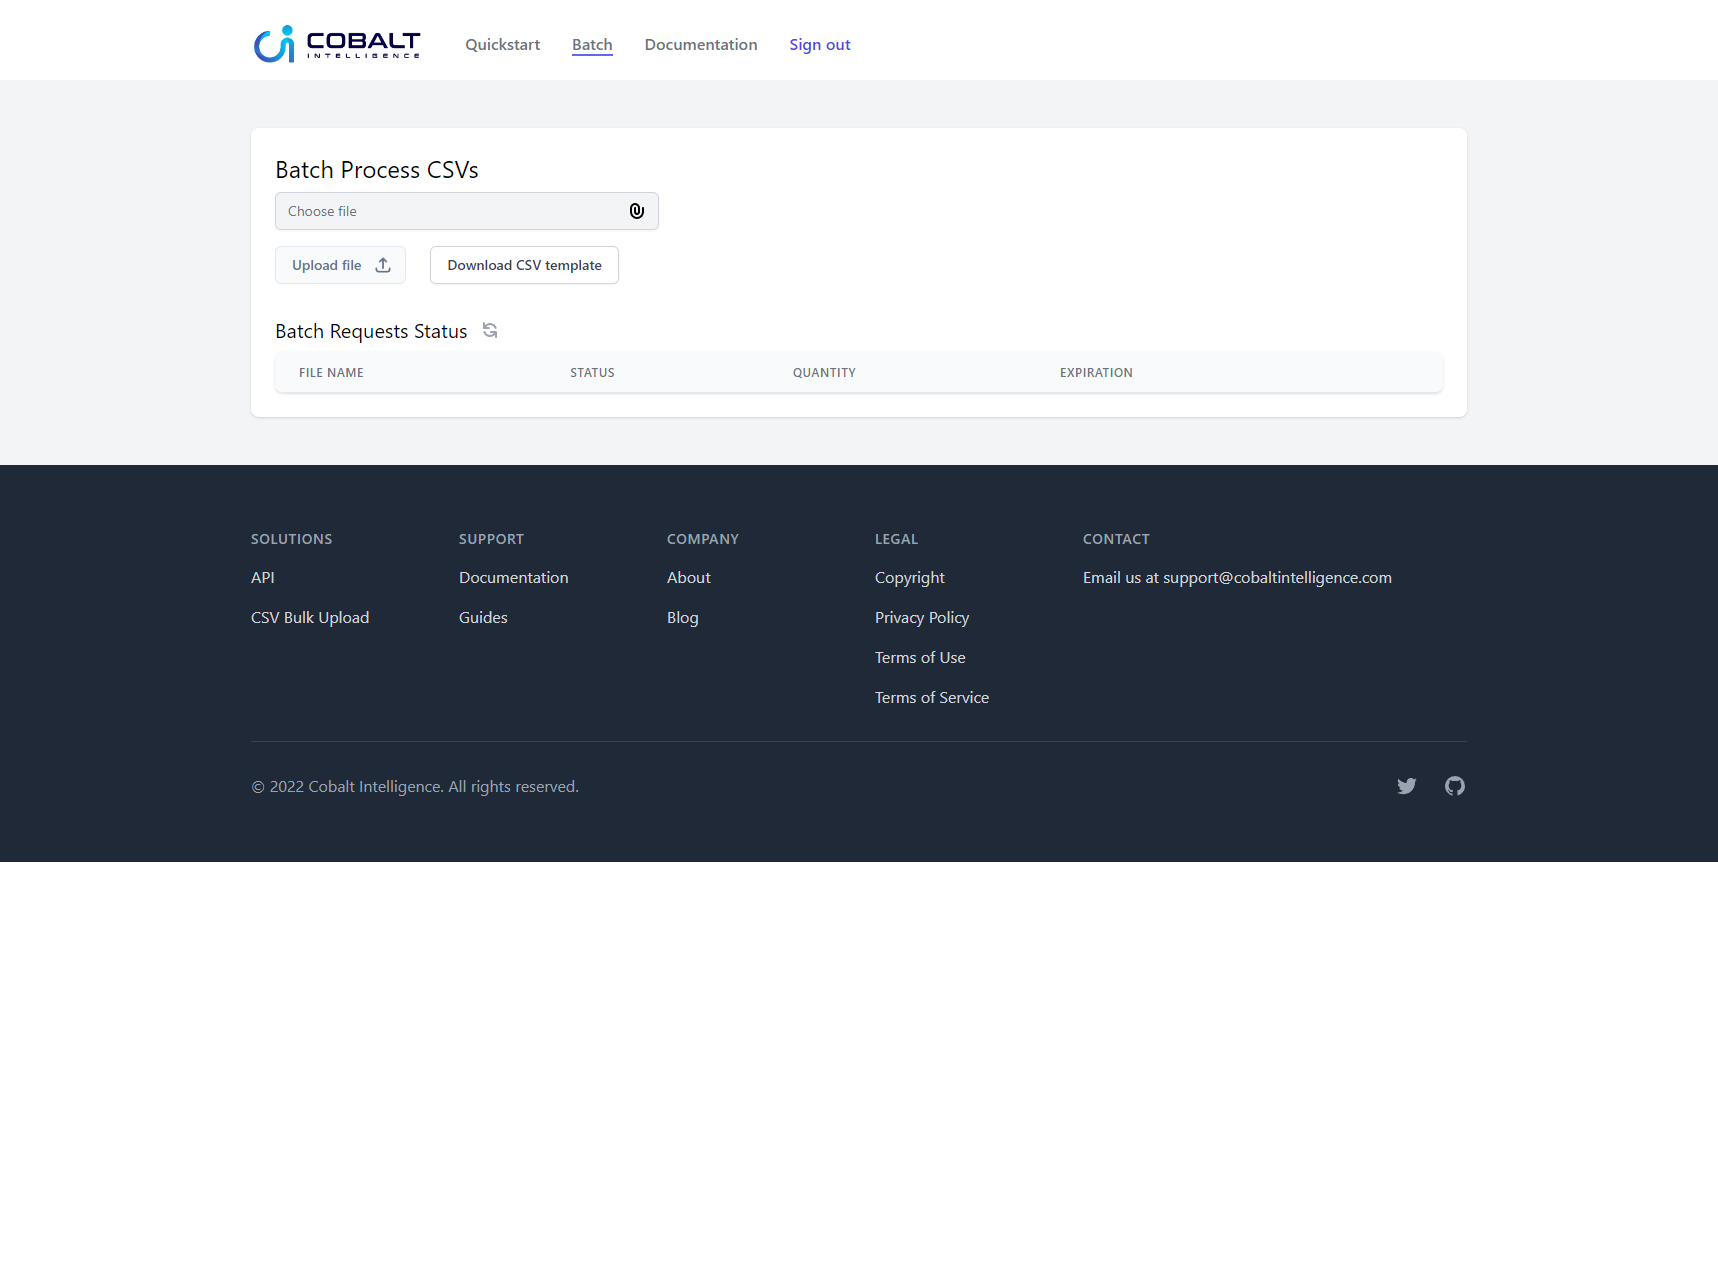 COBALT
INTELLIGENCE
Quickstart
Batch
Documentation
Sign out
Batch Process CSVs
Choose file
Upload file
Download CSV template
Batch Requests Status
FILE NAME
STATUS
QUANTITY
EXPIRATION
SOLUTIONS
API
CSV Bulk Upload
SUPPORT
Documentation
Guides
COMPANY
About
Blog
LEGAL
Copyright
Privacy Policy
Terms of Use
Terms of Service
CONTACT
Email us at support@cobaltintelligence.com
© 2022 Cobalt Intelligence. All rights reserved.